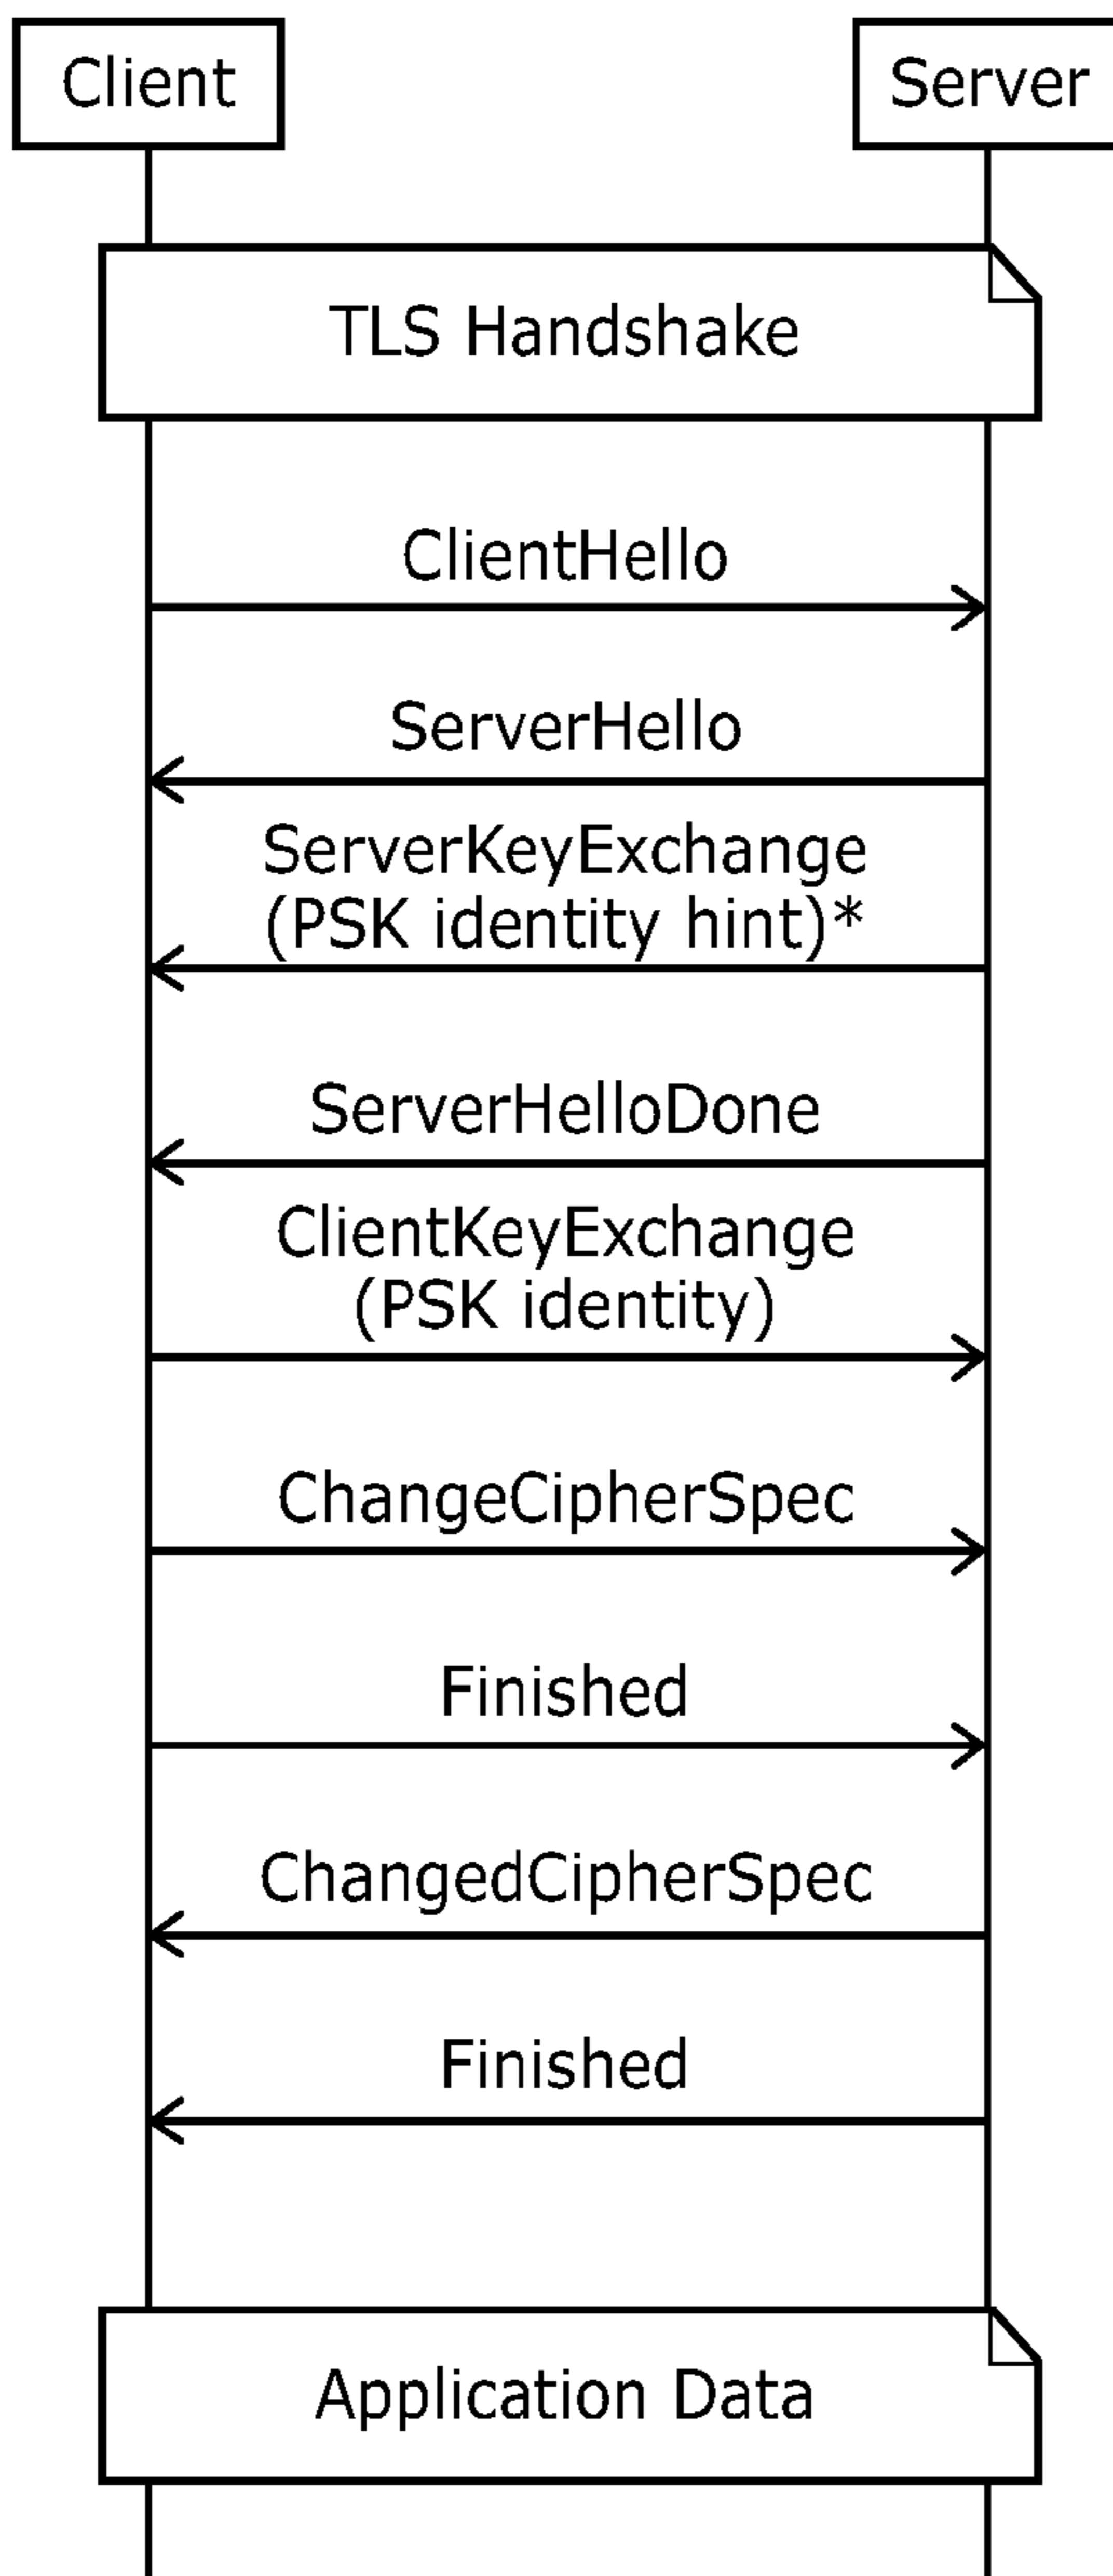 Client
Server
TLS Handshake
ClientHello
ServerHello
ServerKeyExchange
(PSK identity hint)*
ServerHelloDone
ClientKeyExchange
(PSK identity)
ChangeCipherSpec
Finished
ChangedCipherSpec
Finished
Application Data